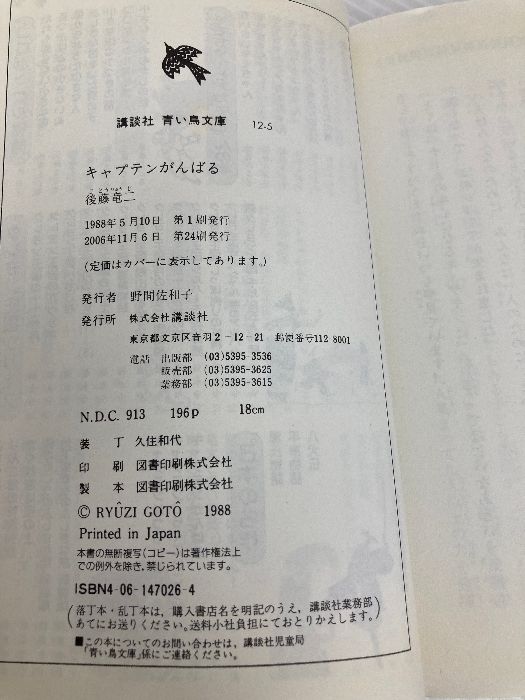 講談社 青い鳥文庫 12-5
キャプテンがんばる
ごとうりゅうじ
後藤竜二
1988年5月10日 第1刷発行
2006年11月6日 第24刷発行
(定価はカバーに表示してあります。)
発行者 野間佐和子
発行所 株式会社講談社
東京都文京区音羽2-12-21 郵便番号112-8001
電話 出版部 (03)5395-3536
販売部 (03)5395-3625
業務部 (03)5395-3615
N.D.C. 913 196p 18cm
装丁 久住和代
印刷 図書印刷株式会社
製本 図書印刷株式会社
© RYÛZI GOTÔ 1988
Printed in Japan
本書の無断複写(コピー)は著作権法上
での例外を除き、禁じられています。
ISBN4-06-147026-4
(落丁本・乱丁本は、購入書店名を明記のうえ、講談社業務部
あてにお送りください。送料小社負担にておとりかえします。)
■この本についてのお問い合わせは、講談社児童局
「青い鳥文庫」係にご連絡ください。